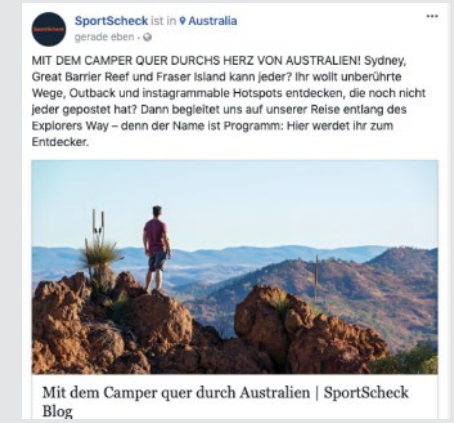 SportScheck ist in Australia
gerade eben ·
MIT DEM CAMPER QUER DURCHS HERZ VON AUSTRALIEN! Sydney,
Great Barrier Reef und Fraser Island kann jeder? Ihr wollt unberührte
Wege, Outback und instagrammable Hotspots entdecken, die noch nicht
jeder gepostet hat? Dann begleitet uns auf unserer Reise entlang des
Explorers Way – denn der Name ist Programm: Hier werdet ihr zum
Entdecker.
Mit dem Camper quer durch Australien | SportScheck
Blog